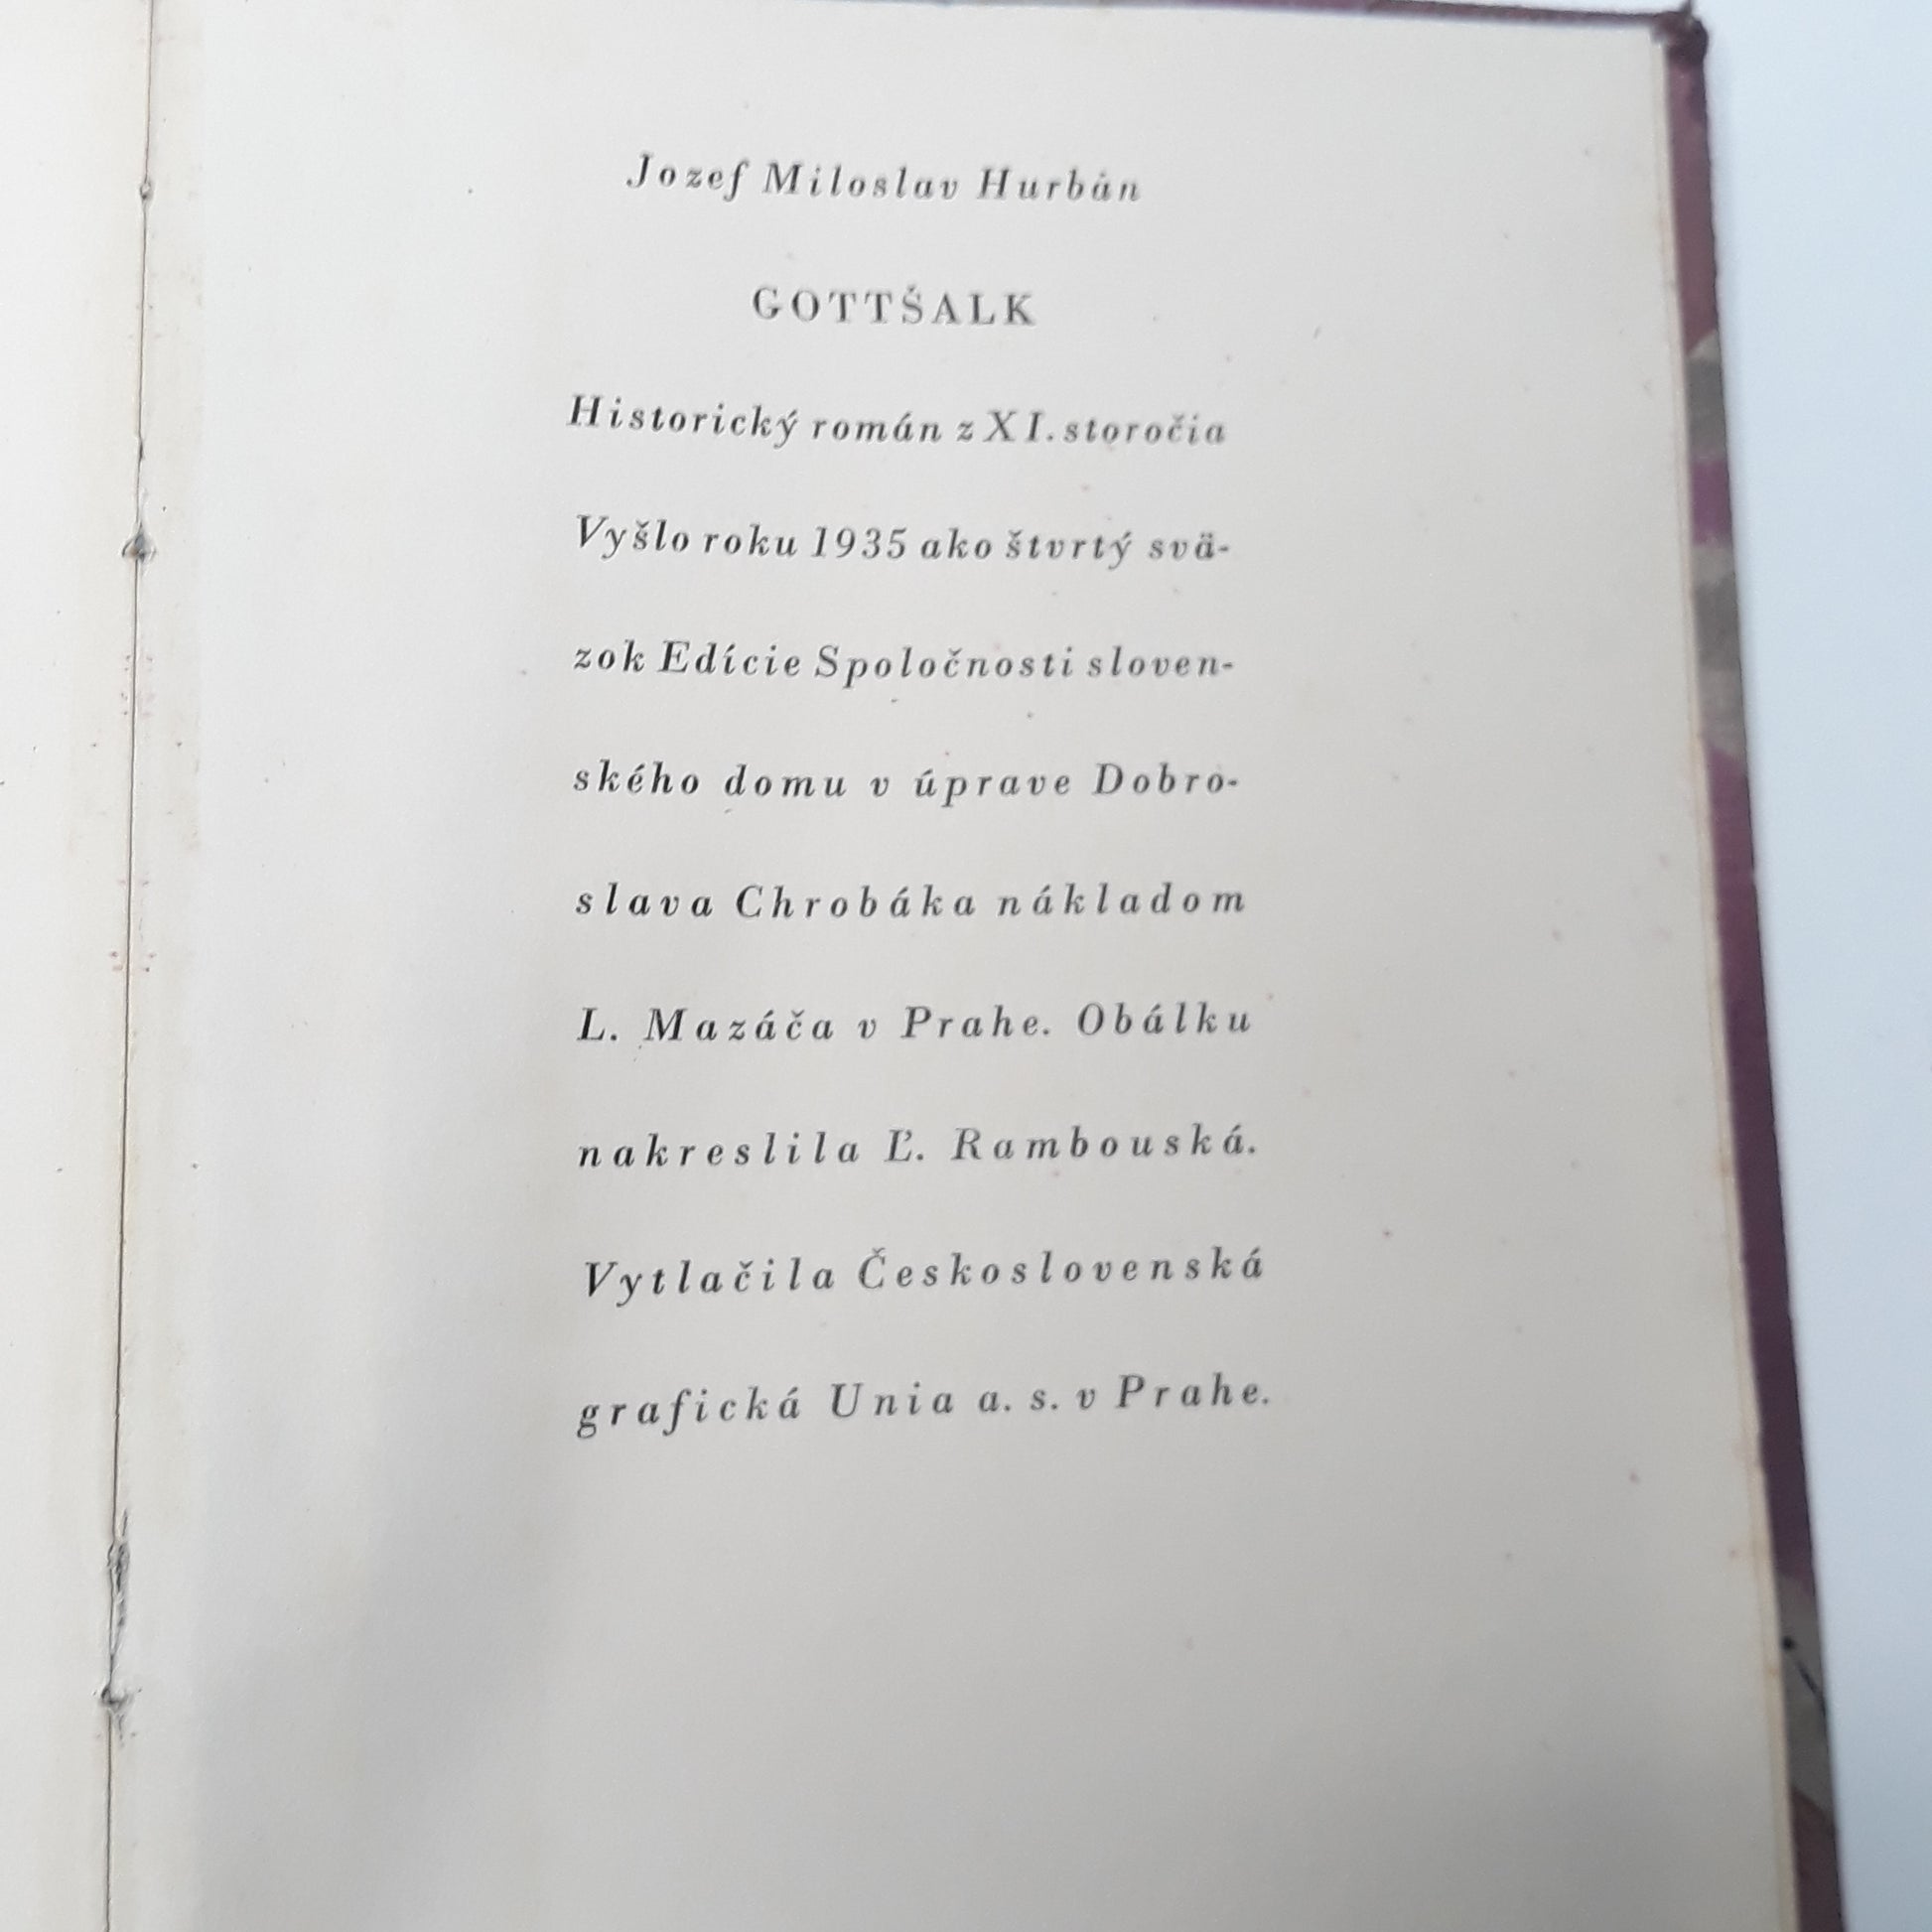 Jozef Miloslav Hurbán
GOTTŠALK
Historický román z XI. storočia
Vyšlo roku 1935 ako štvrtý svä-
zok Edície Spoločnosti sloven-
ského domu v úprave Dobro-
slava Chrobáka nákladom
L. Mazáča v Prahe. Obálku
nakreslila Ľ. Rambouská.
Vytlačila Československá
grafická Unia a. s. v Prahe.